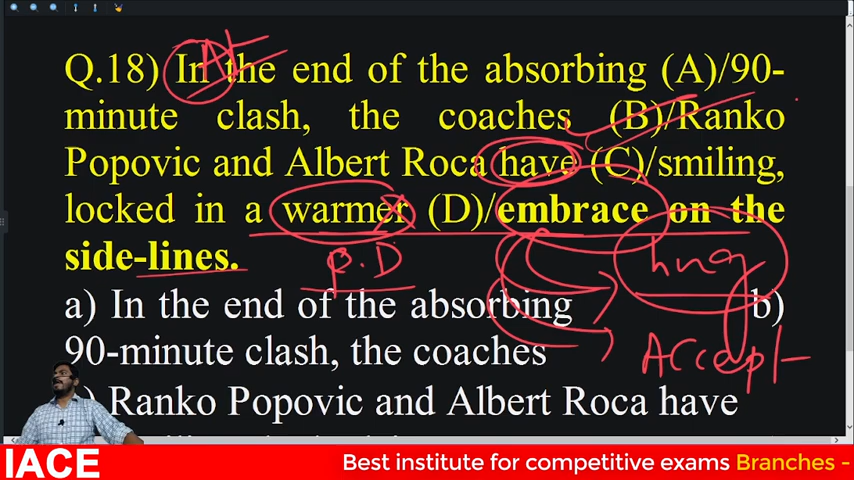 Q.18) In the end of the absorbing (A)/90-
minute clash, the coaches (B)/Ranko
Popovic and Albert Roca have (C)/smiling,
locked in a warmer (D)/embrace on the
side-lines.
At
P.D
hug
Accept
a) In the end of the absorbing b)
90-minute clash, the coaches
) Ranko Popovic and Albert Roca have
IACE
Best institute for competitive exams Branches -